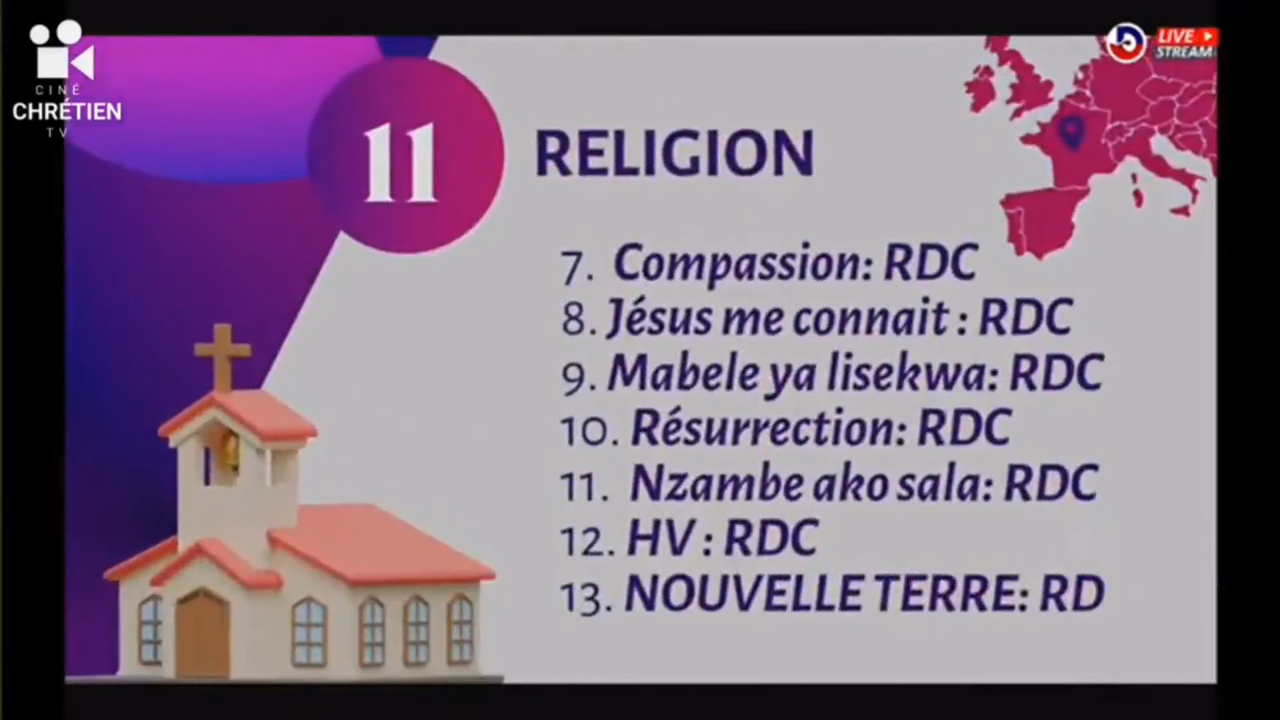 CINÉ
CHRÉTIEN
TV
LIVE
STREAM
11
RELIGION
7. Compassion: RDC
8. Jésus me connait : RDC
9. Mabele ya lisekwa: RDC
10. Résurrection: RDC
11. Nzambe ako sala: RDC
12. HV : RDC
13. NOUVELLE TERRE: RD